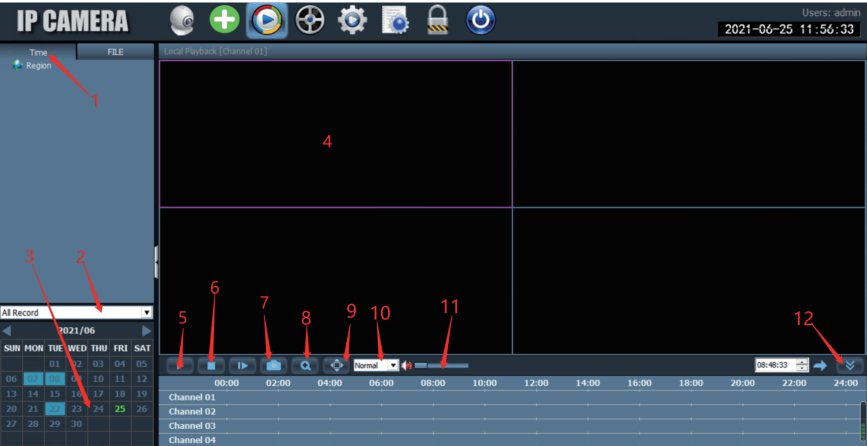 IP CAMERA
Users: admin
2021-06-25 11:56:33
Time
FILE
Local Playback [Channel 01]
Region
1
4
3
2
5
6
7
8
9
10
11
12
All Record
2021/06
Normal
08:48:33
SUN MON TUE WED THU FRI SAT
01 02 03 04 05
06 07 08 09 10 11 12
13 14 15 16 17 18 19
20 21 22 23 24 25 26
27 28 29 30
00:00 02:00 04:00 06:00 08:00 10:00 12:00 14:00 16:00 18:00 20:00 22:00 24:00
Channel 01
Channel 02
Channel 03
Channel 04